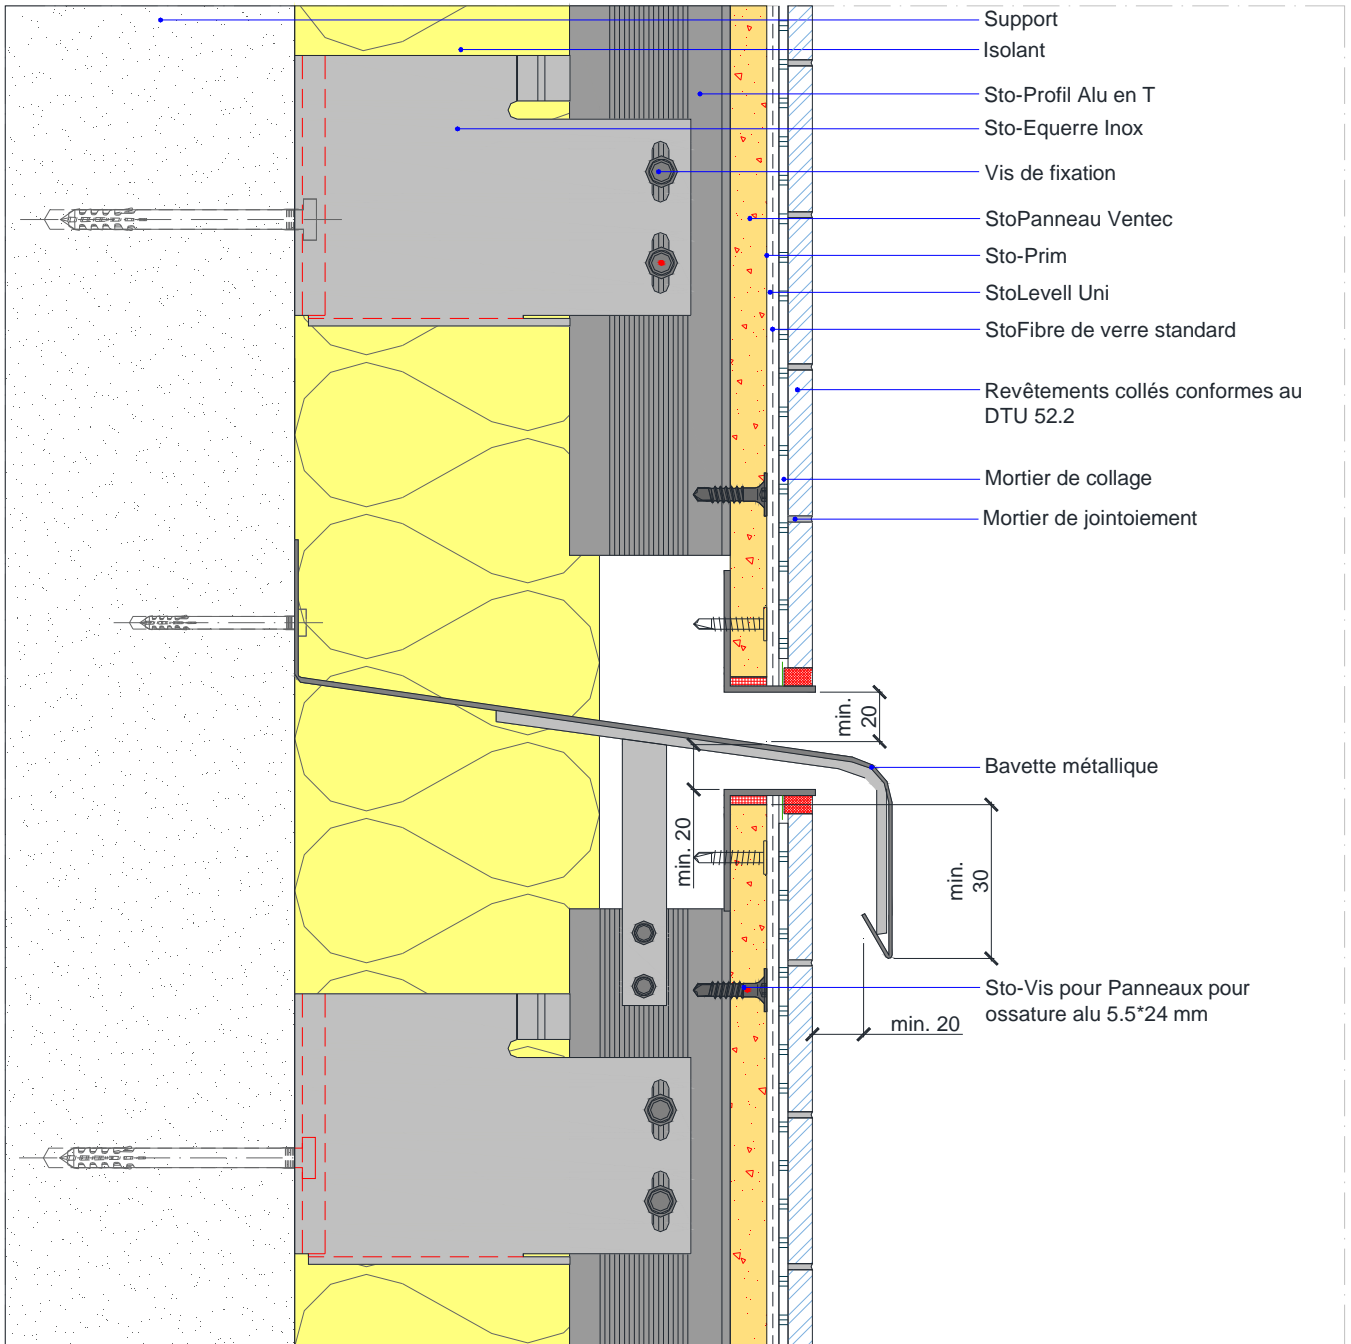 Support
Isolant
Sto-Profil Alu en T
Sto-Equerre Inox
Vis de fixation
StoPanneau Ventec
Sto-Prim
StoLevell Uni
StoFibre de verre standard
Revêtements collés conformes au
DTU 52.2
Mortier de collage
Mortier de jointoiement
min.
20
Bavette métallique
min. 20
min.
30
Sto-Vis pour Panneaux pour
ossature alu 5.5*24 mm
min. 20